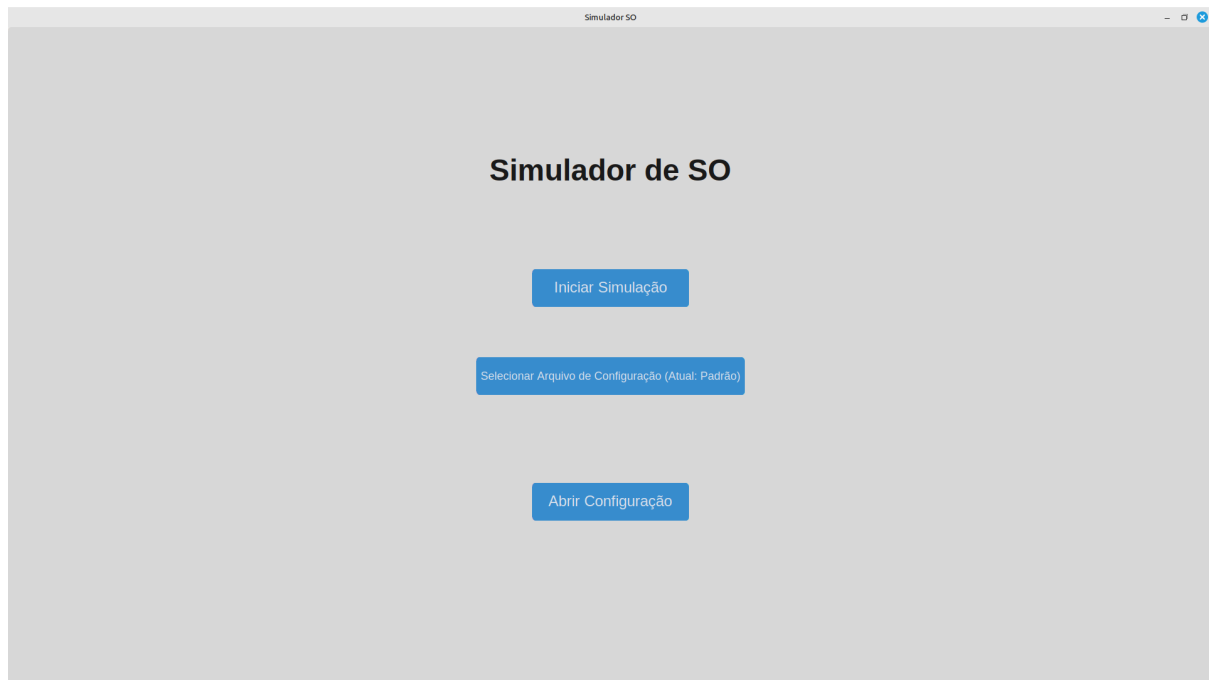 Simulador SO
Simulador de SO
Iniciar Simulação
Selecionar Arquivo de Configuração (Atual: Padrão)
Abrir Configuração